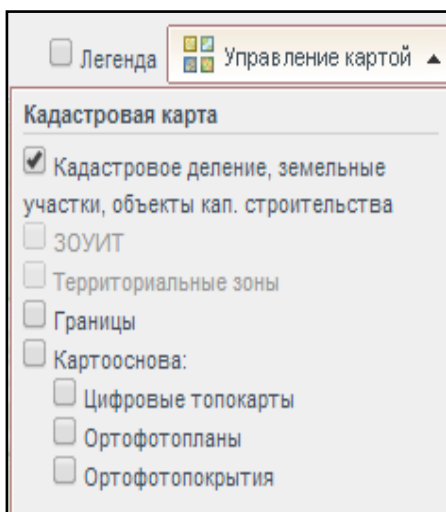 Легенда Управление картой
Кадастровая карта
Кадастровое деление, земельные
участки, объекты кап. строительства
ЗОУИТ
Территориальные зоны
Границы
Картооснова:
Цифровые топокарты
Ортофотопланы
Ортофотопокрытия